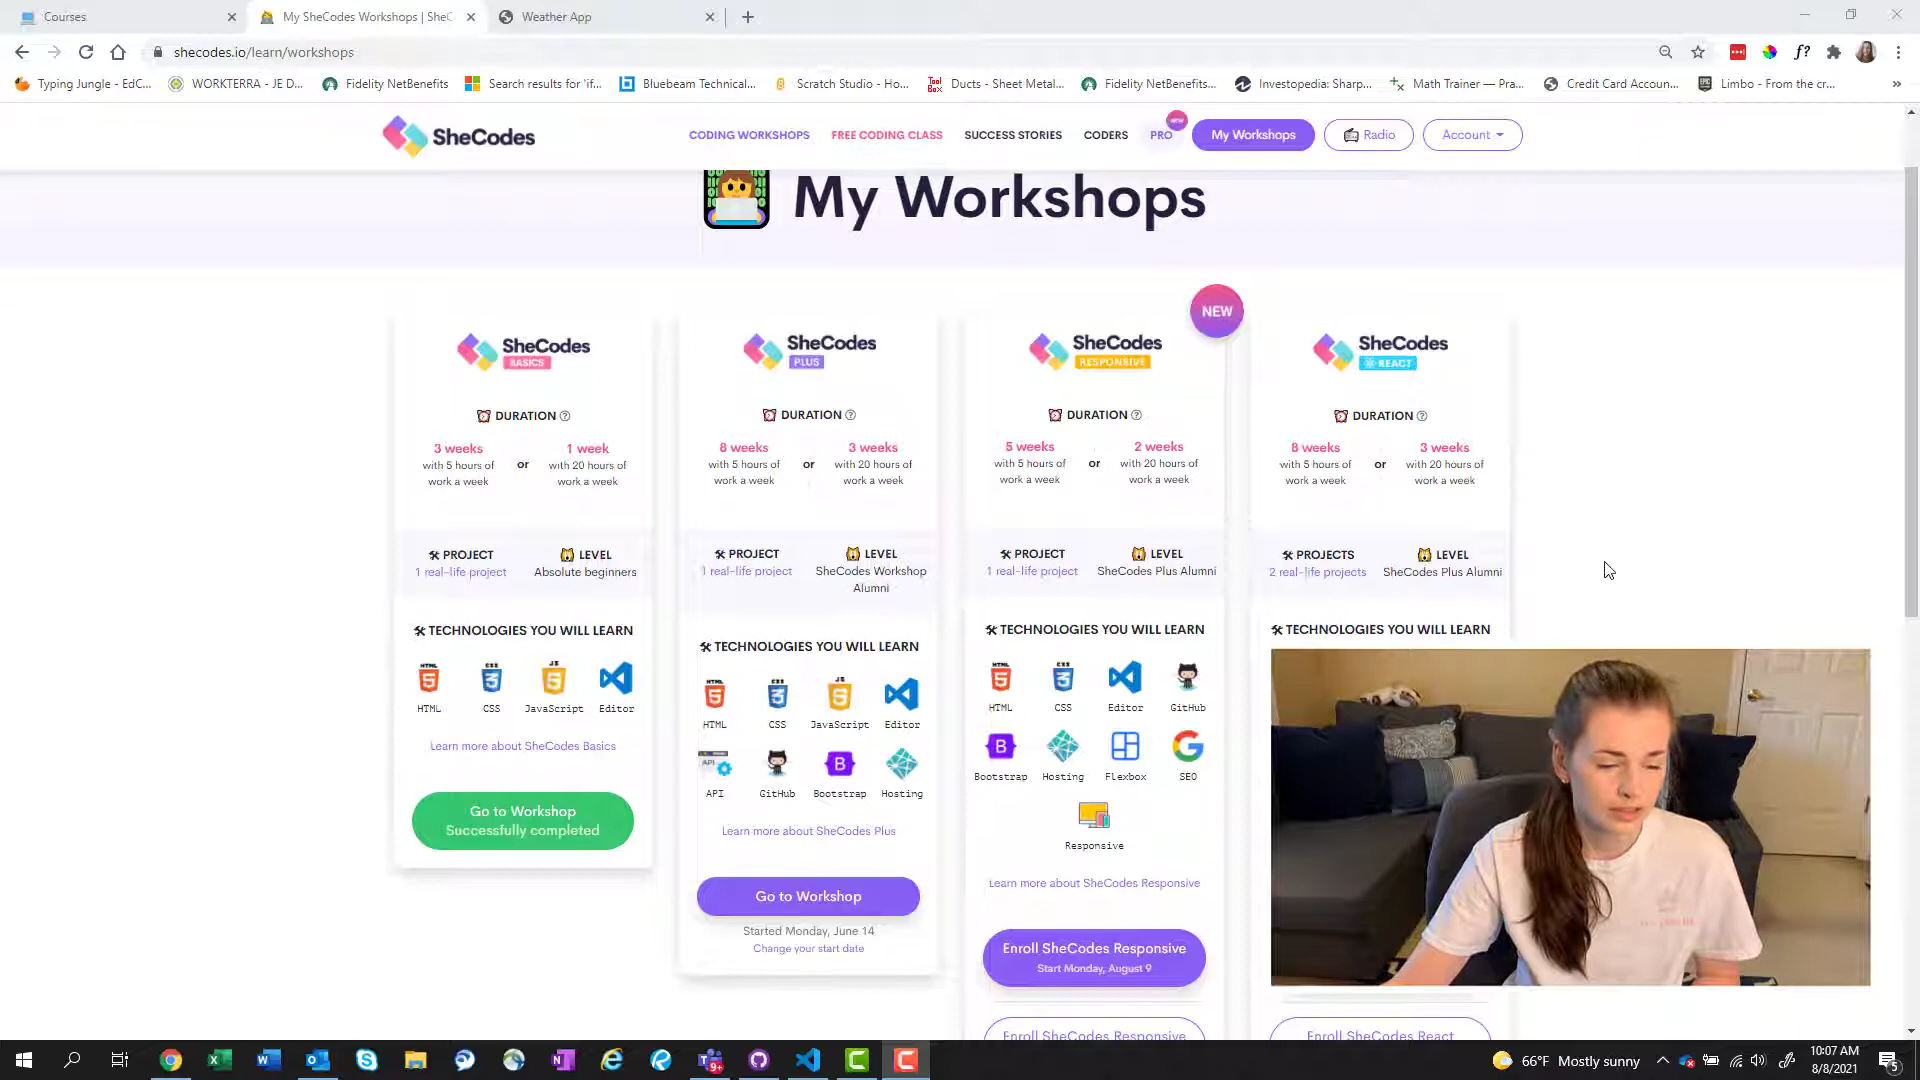 Courses
My SheCodes Workshops | SheC
Weather App
shecodes.io/learn/workshops
Typing Jungle - EdC...
WORKTERRA - JE D...
Fidelity NetBenefits
Search results for 'if...
Bluebeam Technical...
Scratch Studio - Ho...
Ducts - Sheet Metal...
Fidelity NetBenefits...
Investopedia: Sharp...
Math Trainer — Pra...
Credit Card Accoun...
Limbo - From the cr...
SheCodes
CODING WORKSHOPS
FREE CODING CLASS
SUCCESS STORIES
CODERS
PRO
NEW
My Workshops
Radio
Account
My Workshops
SheCodes
BASICS
DURATION
3 weeks
with 5 hours of
work a week
or
1 week
with 20 hours of
work a week
PROJECT
1 real-life project
LEVEL
Absolute beginners
TECHNOLOGIES YOU WILL LEARN
HTML
CSS
JavaScript
Editor
Learn more about SheCodes Basics
Go to Workshop
Successfully completed
SheCodes
PLUS
DURATION
8 weeks
with 5 hours of
work a week
or
3 weeks
with 20 hours of
work a week
PROJECT
1 real-life project
LEVEL
SheCodes Workshop
Alumni
TECHNOLOGIES YOU WILL LEARN
HTML
CSS
JavaScript
Editor
API
GitHub
Bootstrap
Hosting
Learn more about SheCodes Plus
Go to Workshop
Started Monday, June 14
Change your start date
NEW
SheCodes
RESPONSIVE
DURATION
5 weeks
with 5 hours of
work a week
or
2 weeks
with 20 hours of
work a week
PROJECT
1 real-life project
LEVEL
SheCodes Plus Alumni
TECHNOLOGIES YOU WILL LEARN
HTML
CSS
Editor
GitHub
Bootstrap
Hosting
Flexbox
SEO
Responsive
Learn more about SheCodes Responsive
Enroll SheCodes Responsive
Start Monday, August 9
Enroll SheCodes Responsive
SheCodes
REACT
DURATION
8 weeks
with 5 hours of
work a week
or
3 weeks
with 20 hours of
work a week
PROJECTS
2 real-life projects
LEVEL
SheCodes Plus Alumni
TECHNOLOGIES YOU WILL LEARN
Enroll SheCodes React
66°F Mostly sunny
10:07 AM
8/8/2021